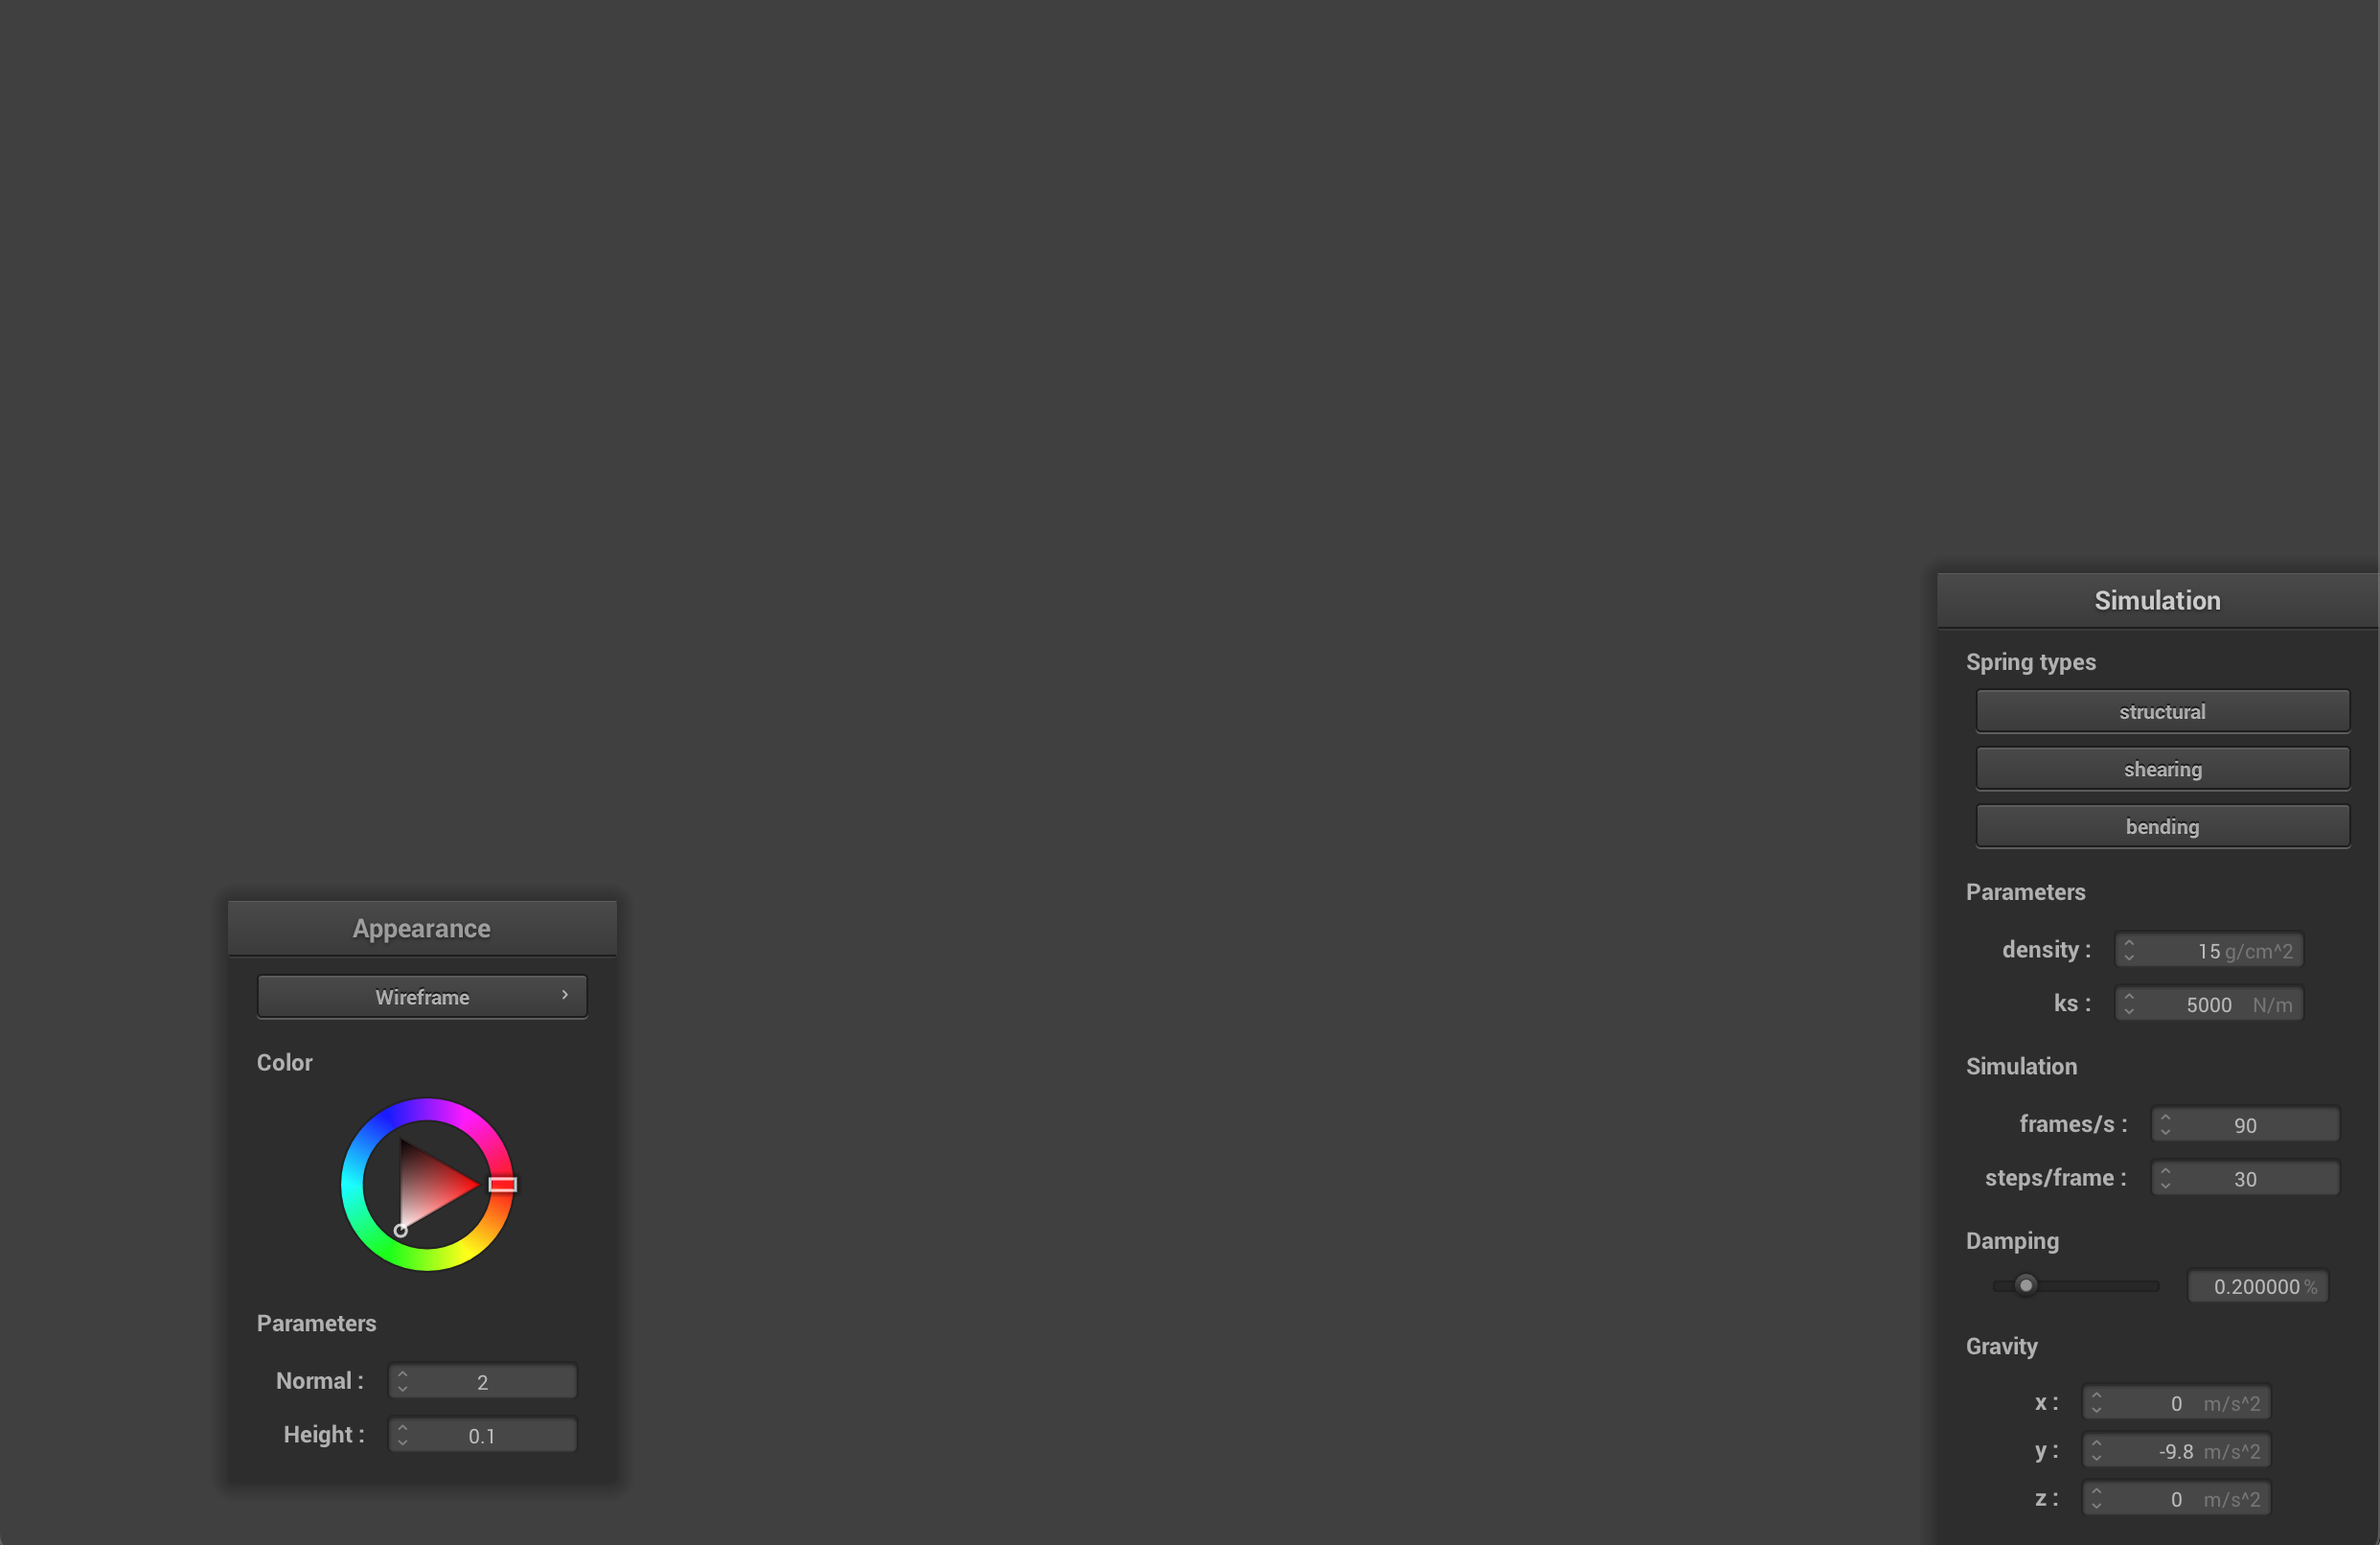 Simulation
Spring types
structural
shearing
bending
Parameters
density : 15 g/cm^2
ks : 5000 N/m
Simulation
frames/s : 90
steps/frame : 30
Damping
0.200000 %
Gravity
x : 0 m/s^2
y : -9.8 m/s^2
z : 0 m/s^2
Appearance
Wireframe
Color
Parameters
Normal : 2
Height : 0.1